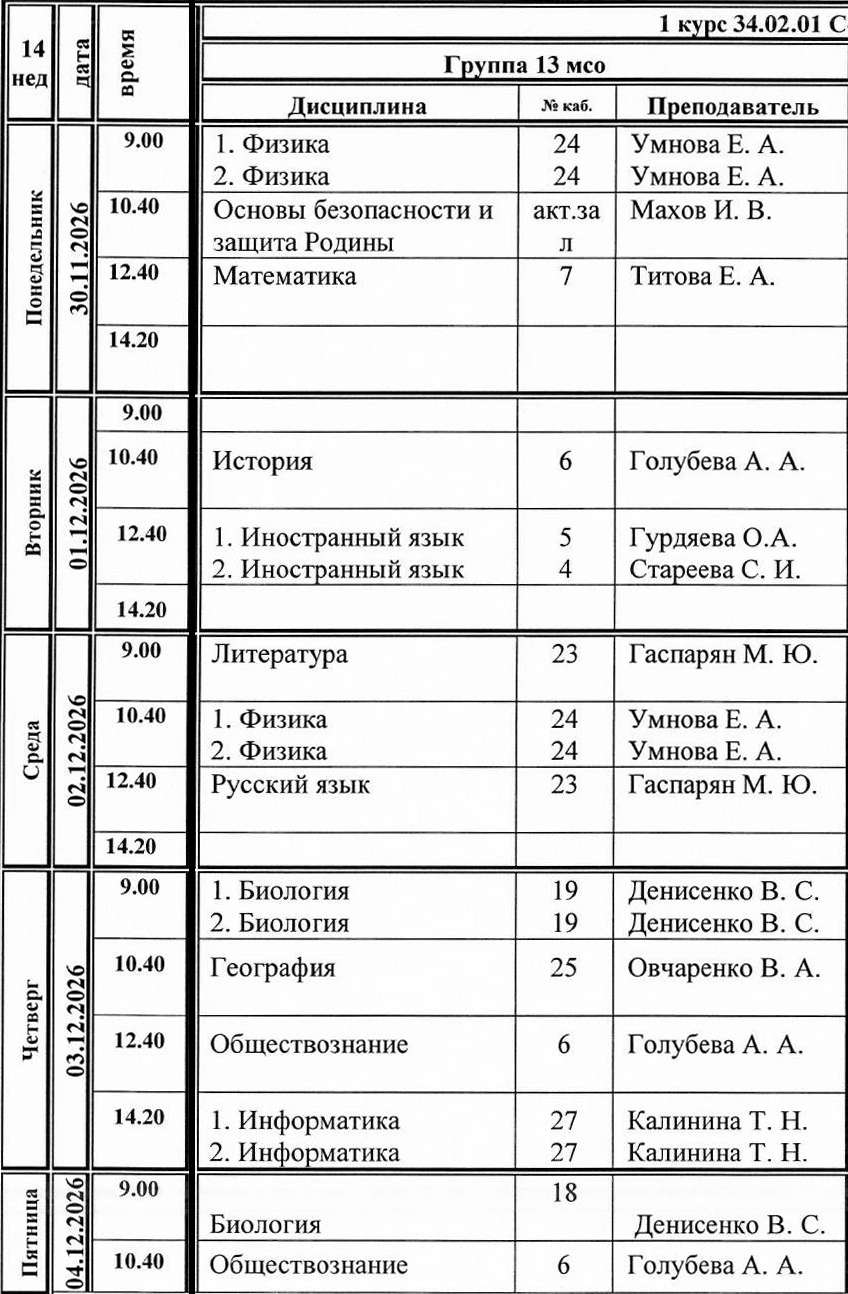 1 курс 34.02.01 С
14 нед дата время
Группа 13 мсо
Дисциплина № каб. Преподаватель
Понедельник 30.11.2026
9.00 1. Физика 24 Умнова Е. А.
2. Физика 24 Умнова Е. А.
10.40 Основы безопасности и акт.за Махов И. В.
защита Родины л
12.40 Математика 7 Титова Е. А.
14.20
Вторник 01.12.2026
9.00
10.40 История 6 Голубева А. А.
12.40 1. Иностранный язык 5 Гурдяева О.А.
2. Иностранный язык 4 Стареева С. И.
14.20
Среда 02.12.2026
9.00 Литература 23 Гаспарян М. Ю.
10.40 1. Физика 24 Умнова Е. А.
2. Физика 24 Умнова Е. А.
12.40 Русский язык 23 Гаспарян М. Ю.
14.20
Четверг 03.12.2026
9.00 1. Биология 19 Денисенко В. С.
2. Биология 19 Денисенко В. С.
10.40 География 25 Овчаренко В. А.
12.40 Обществознание 6 Голубева А. А.
14.20 1. Информатика 27 Калинина Т. Н.
2. Информатика 27 Калинина Т. Н.
Пятница 04.12.2026
9.00 18
Биология Денисенко В. С.
10.40 Обществознание 6 Голубева А. А.